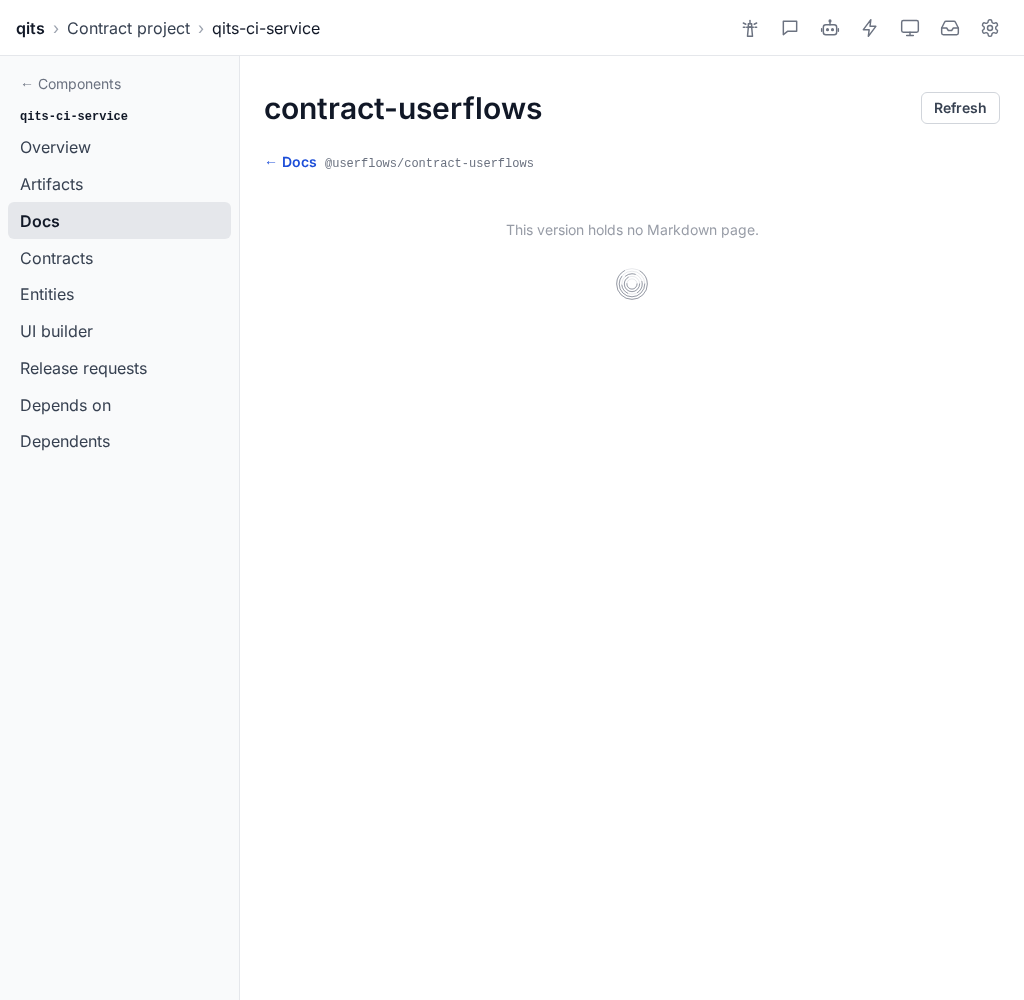 qits › Contract project › qits-ci-service
← Components
qits-ci-service
Overview
Artifacts
Docs
Contracts
Entities
UI builder
Release requests
Depends on
Dependents
contract-userflows
Refresh
← Docs @userflows/contract-userflows
This version holds no Markdown page.